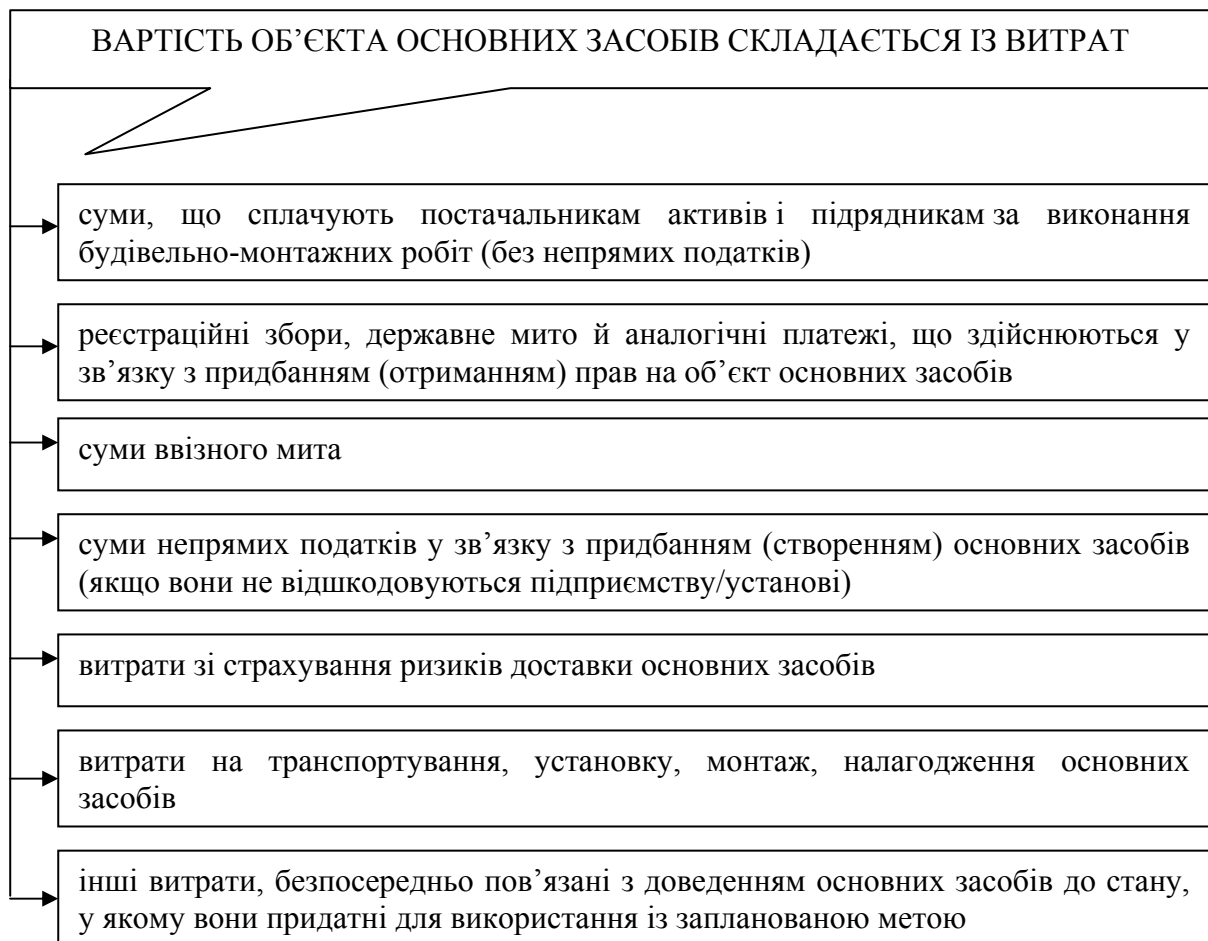 ВАРТІСТЬ ОБ’ЄКТА ОСНОВНИХ ЗАСОБІВ СКЛАДАЄТЬСЯ ІЗ ВИТРАТ
суми, що сплачують постачальникам активів і підрядникам за виконання
будівельно-монтажних робіт (без непрямих податків)
реєстраційні збори, державне мито й аналогічні платежі, що здійснюються у
зв’язку з придбанням (отриманням) прав на об’єкт основних засобів
суми ввізного мита
суми непрямих податків у зв’язку з придбанням (створенням) основних засобів
(якщо вони не відшкодовуються підприємству/установі)
витрати зі страхування ризиків доставки основних засобів
витрати на транспортування, установку, монтаж, налагодження основних
засобів
інші витрати, безпосередньо пов’язані з доведенням основних засобів до стану,
у якому вони придатні для використання із запланованою метою